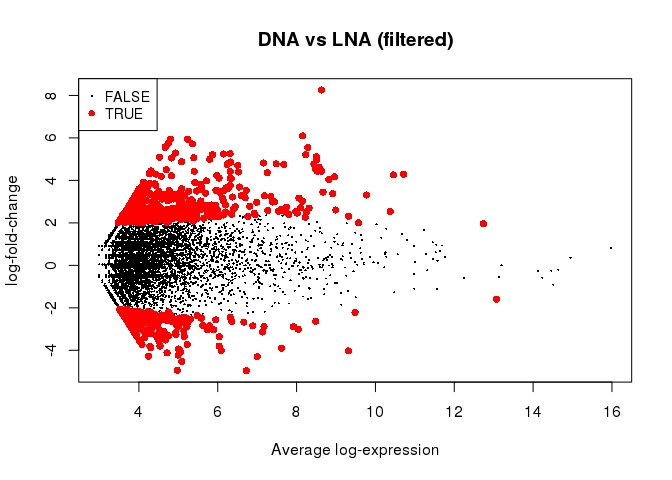 DNA vs LNA (filtered)
FALSE
TRUE
8
6
4
2
0
-2
-4
log-fold-change
4
6
8
10
12
14
16
Average log-expression